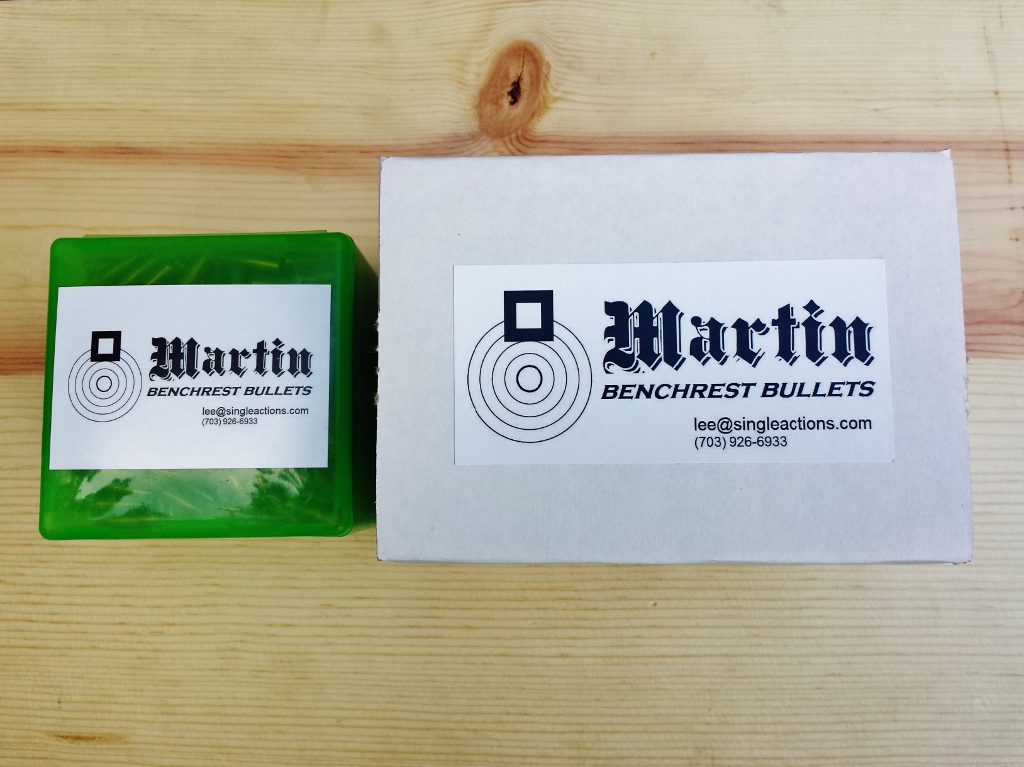 Martin
BENCHREST BULLETS
lee@singleactions.com
(703) 926-6933
Martin
BENCHREST BULLETS
lee@singleactions.com
(703) 926-6933